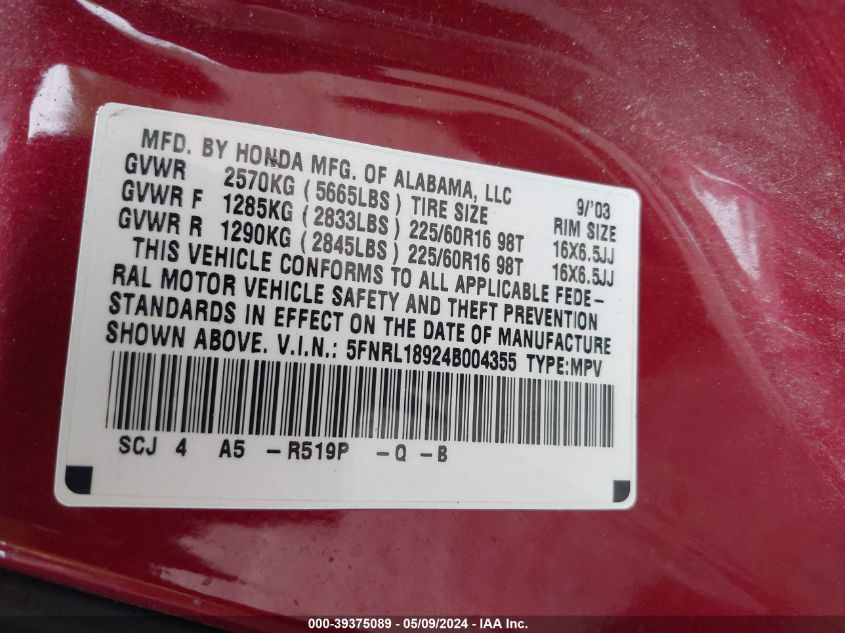 MFD. BY HONDA MFG. OF ALABAMA, LLC 9/'03
GVWR 2570KG (5665LBS) TIRE SIZE RIM SIZE
GVWR F 1285KG (2833LBS) 225/60R16 98T 16X6.5JJ
GVWR R 1290KG (2845LBS) 225/60R16 98T 16X6.5JJ
THIS VEHICLE CONFORMS TO ALL APPLICABLE FEDE-
RAL MOTOR VEHICLE SAFETY AND THEFT PREVENTION
STANDARDS IN EFFECT ON THE DATE OF MANUFACTURE
SHOWN ABOVE. V.I.N.: 5FNRL18924B004355 TYPE:MPV
SCJ 4 A5 -R519P -Q -B
000-39375089 - 05/09/2024 - IAA Inc.